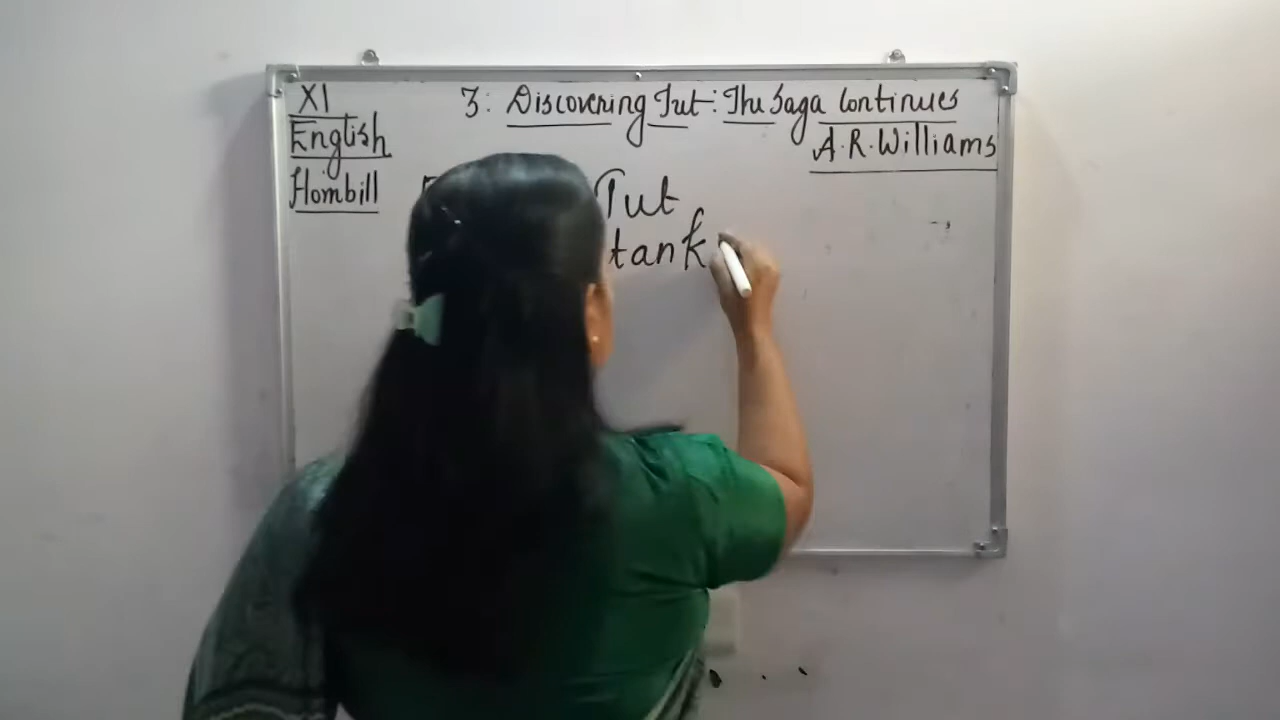 XI
3: Discovering Tut: The Saga Continues
English
A.R.Williams
Hornbill
Tut
tank